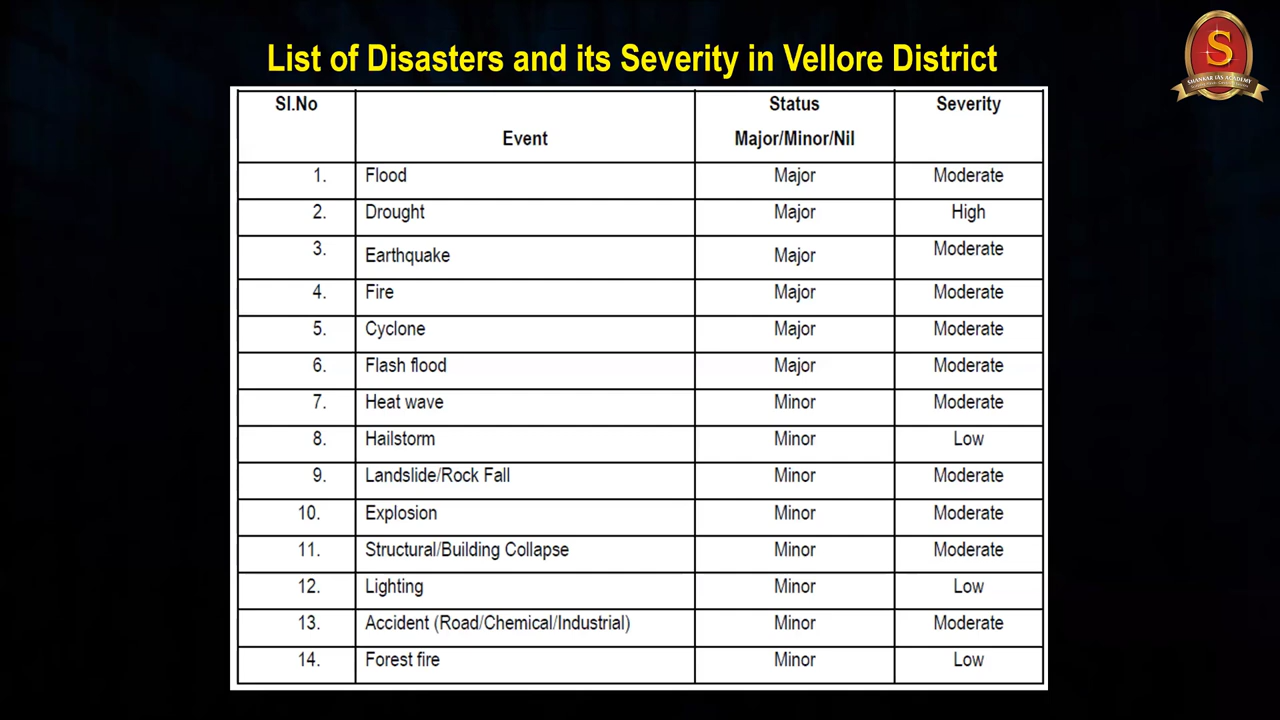 List of Disasters and its Severity in Vellore District
S
SHANKAR IAS ACADEMY
Sl.No Event Status Major/Minor/Nil Severity
1. Flood Major Moderate
2. Drought Major High
3. Earthquake Major Moderate
4. Fire Major Moderate
5. Cyclone Major Moderate
6. Flash flood Major Moderate
7. Heat wave Minor Moderate
8. Hailstorm Minor Low
9. Landslide/Rock Fall Minor Moderate
10. Explosion Minor Moderate
11. Structural/Building Collapse Minor Moderate
12. Lighting Minor Low
13. Accident (Road/Chemical/Industrial) Minor Moderate
14. Forest fire Minor Low